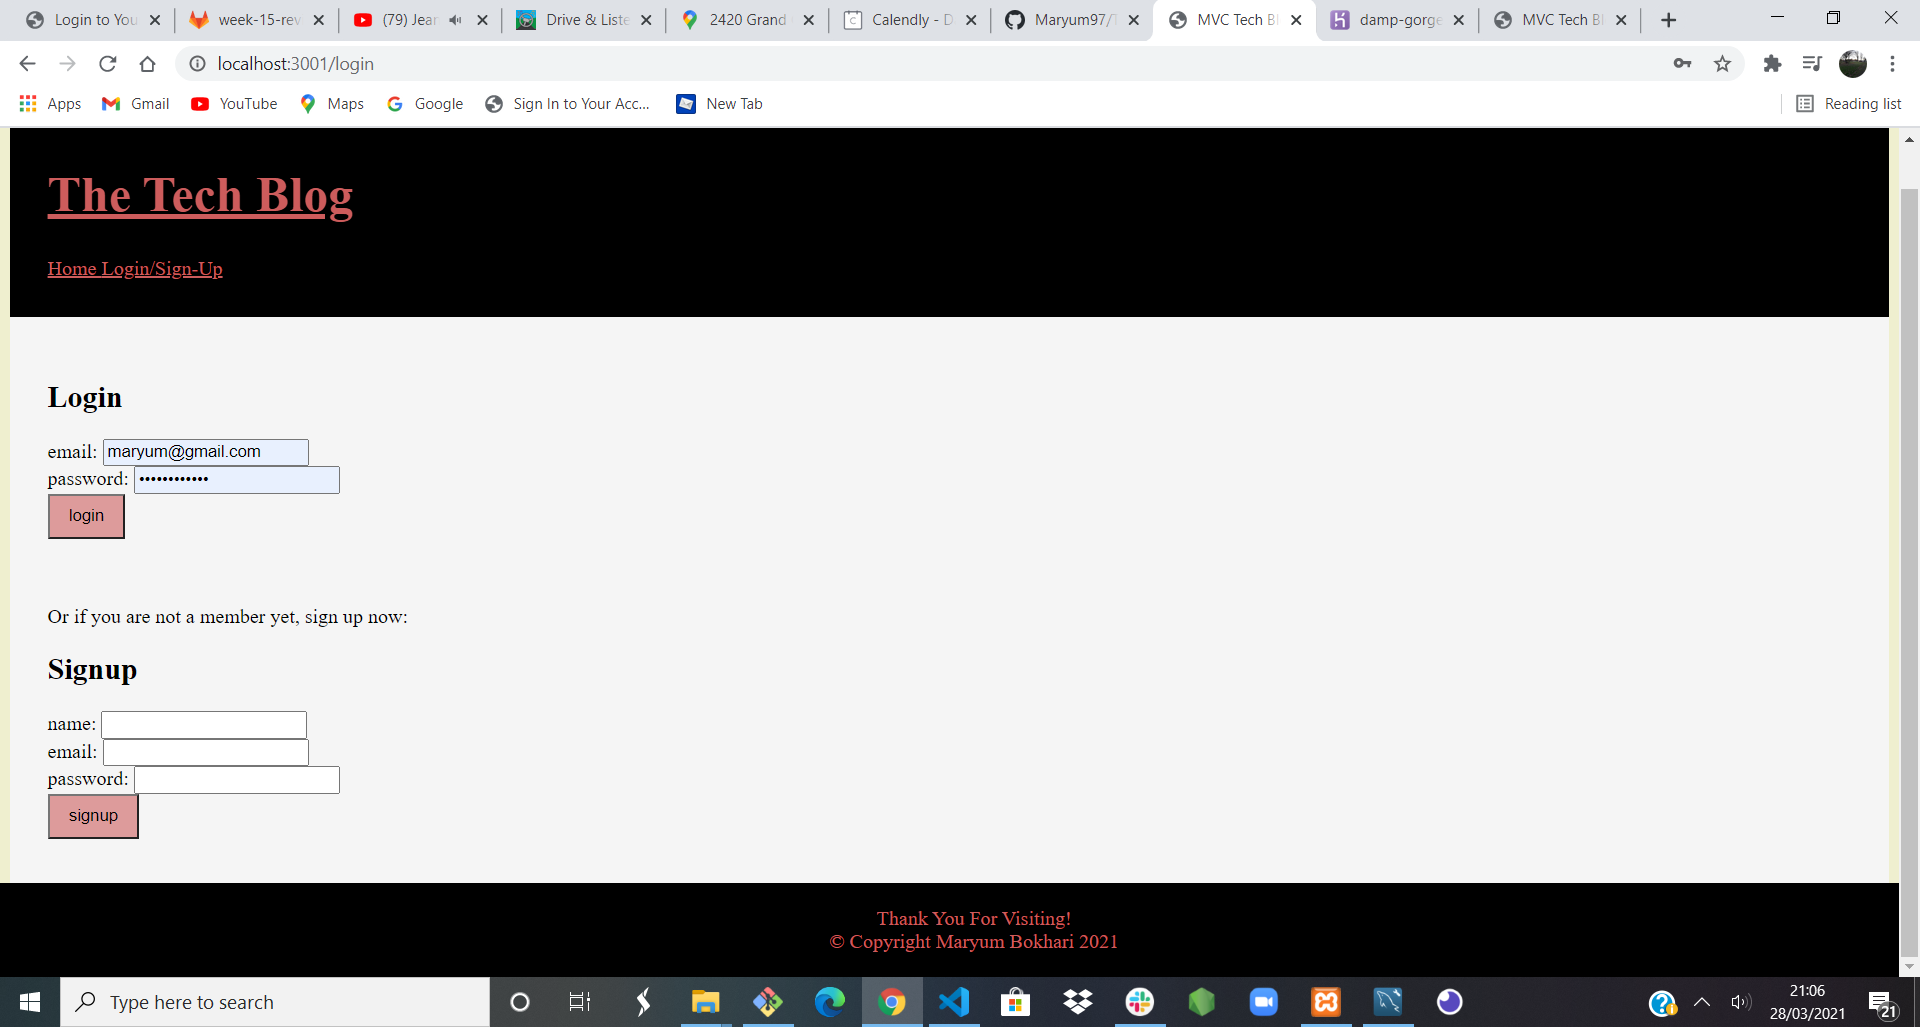 Login to You
week-15-rev
(79) Jear
Drive & Liste
2420 Grand
Calendly - D
Maryum97/T
MVC Tech Bl
damp-gorge
MVC Tech Bl
localhost:3001/login
Apps
Gmail
YouTube
Maps
Google
Sign In to Your Acc...
New Tab
Reading list
The Tech Blog
Home Login/Sign-Up
Login
email: maryum@gmail.com
password: ••••••••••••
login
Or if you are not a member yet, sign up now:
Signup
name:
email:
password:
signup
Thank You For Visiting!
© Copyright Maryum Bokhari 2021
Type here to search
21:06
28/03/2021
21